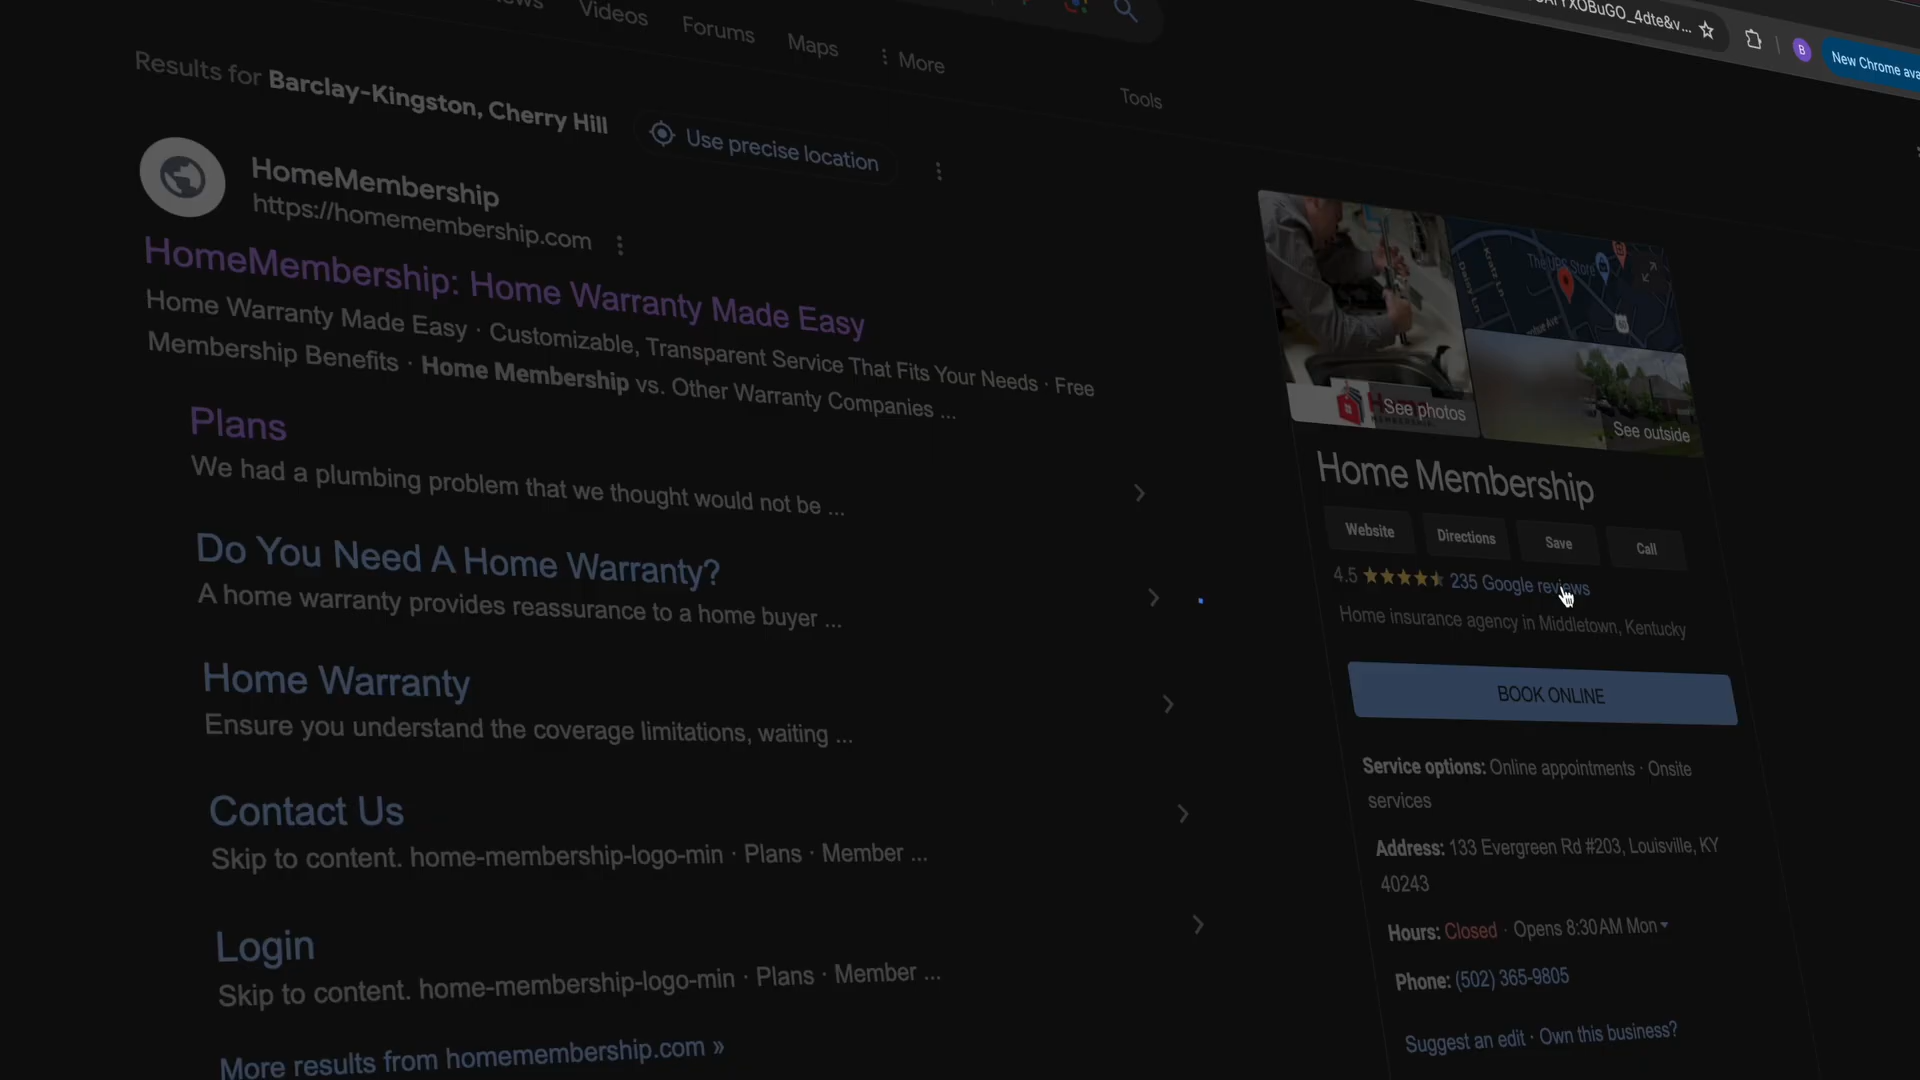 Videos
Forums
Maps
More
Tools
New Chrome
B
Results for Barclay-Kingston, Cherry Hill
Use precise location
HomeMembership
https://homemembership.com
HomeMembership: Home Warranty Made Easy
Home Warranty Made Easy · Customizable, Transparent Service That Fits Your Needs · Free
Membership Benefits · Home Membership vs. Other Warranty Companies ...
Plans
We had a plumbing problem that we thought would not be ...
Do You Need A Home Warranty?
A home warranty provides reassurance to a home buyer ...
Home Warranty
Ensure you understand the coverage limitations, waiting ...
Contact Us
Skip to content. home-membership-logo-min · Plans · Member ...
Login
Skip to content. home-membership-logo-min · Plans · Member ...
More results from homemembership.com »
The UPS Store
Kratz Ln
Dailey Ln
See photos
See outside
Home Membership
Website
Directions
Save
Call
4.5
235 Google reviews
Home insurance agency in Middletown, Kentucky
BOOK ONLINE
Service options: Online appointments · Onsite
services
Address: 133 Evergreen Rd #203, Louisville, KY
40243
Hours: Closed · Opens 8:30 AM Mon
Phone: (502) 365-9805
Suggest an edit · Own this business?